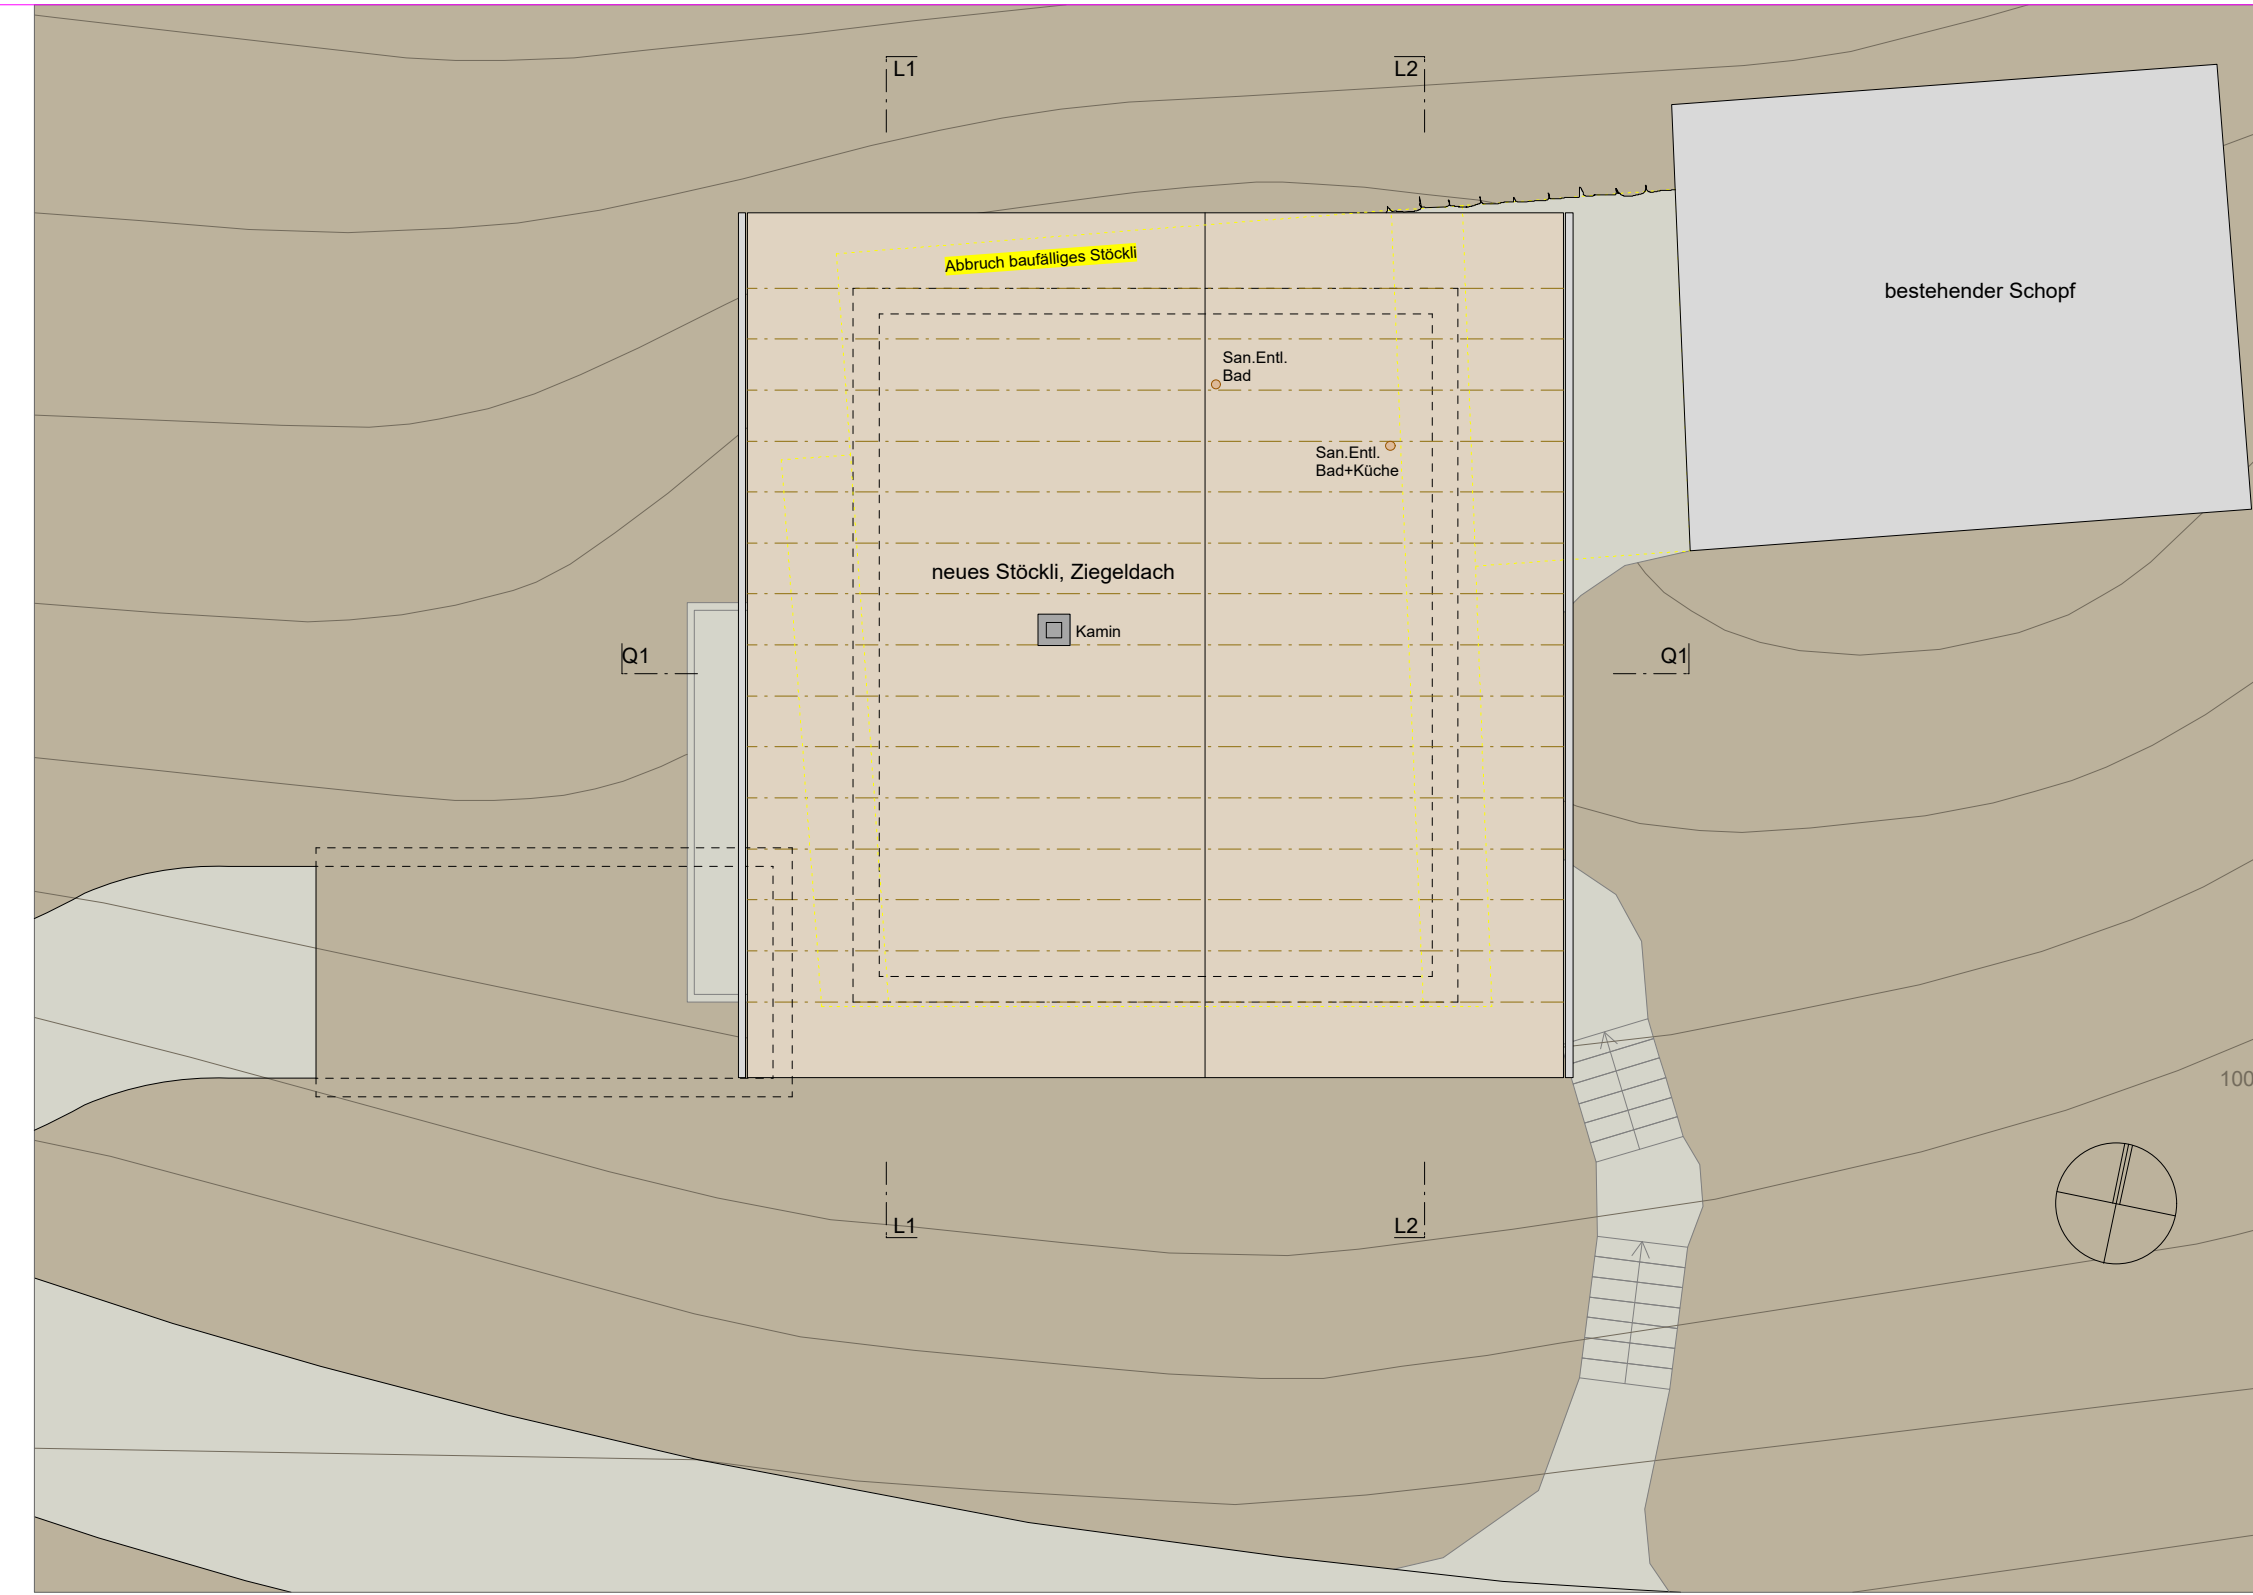 L1
L2
Abbruch baufälliges Stöckli
bestehender Schopf
San.Entl.
Bad
San.Entl.
Bad+Küche
neues Stöckli, Ziegeldach
Kamin
Q1
Q1
100
L1
L2